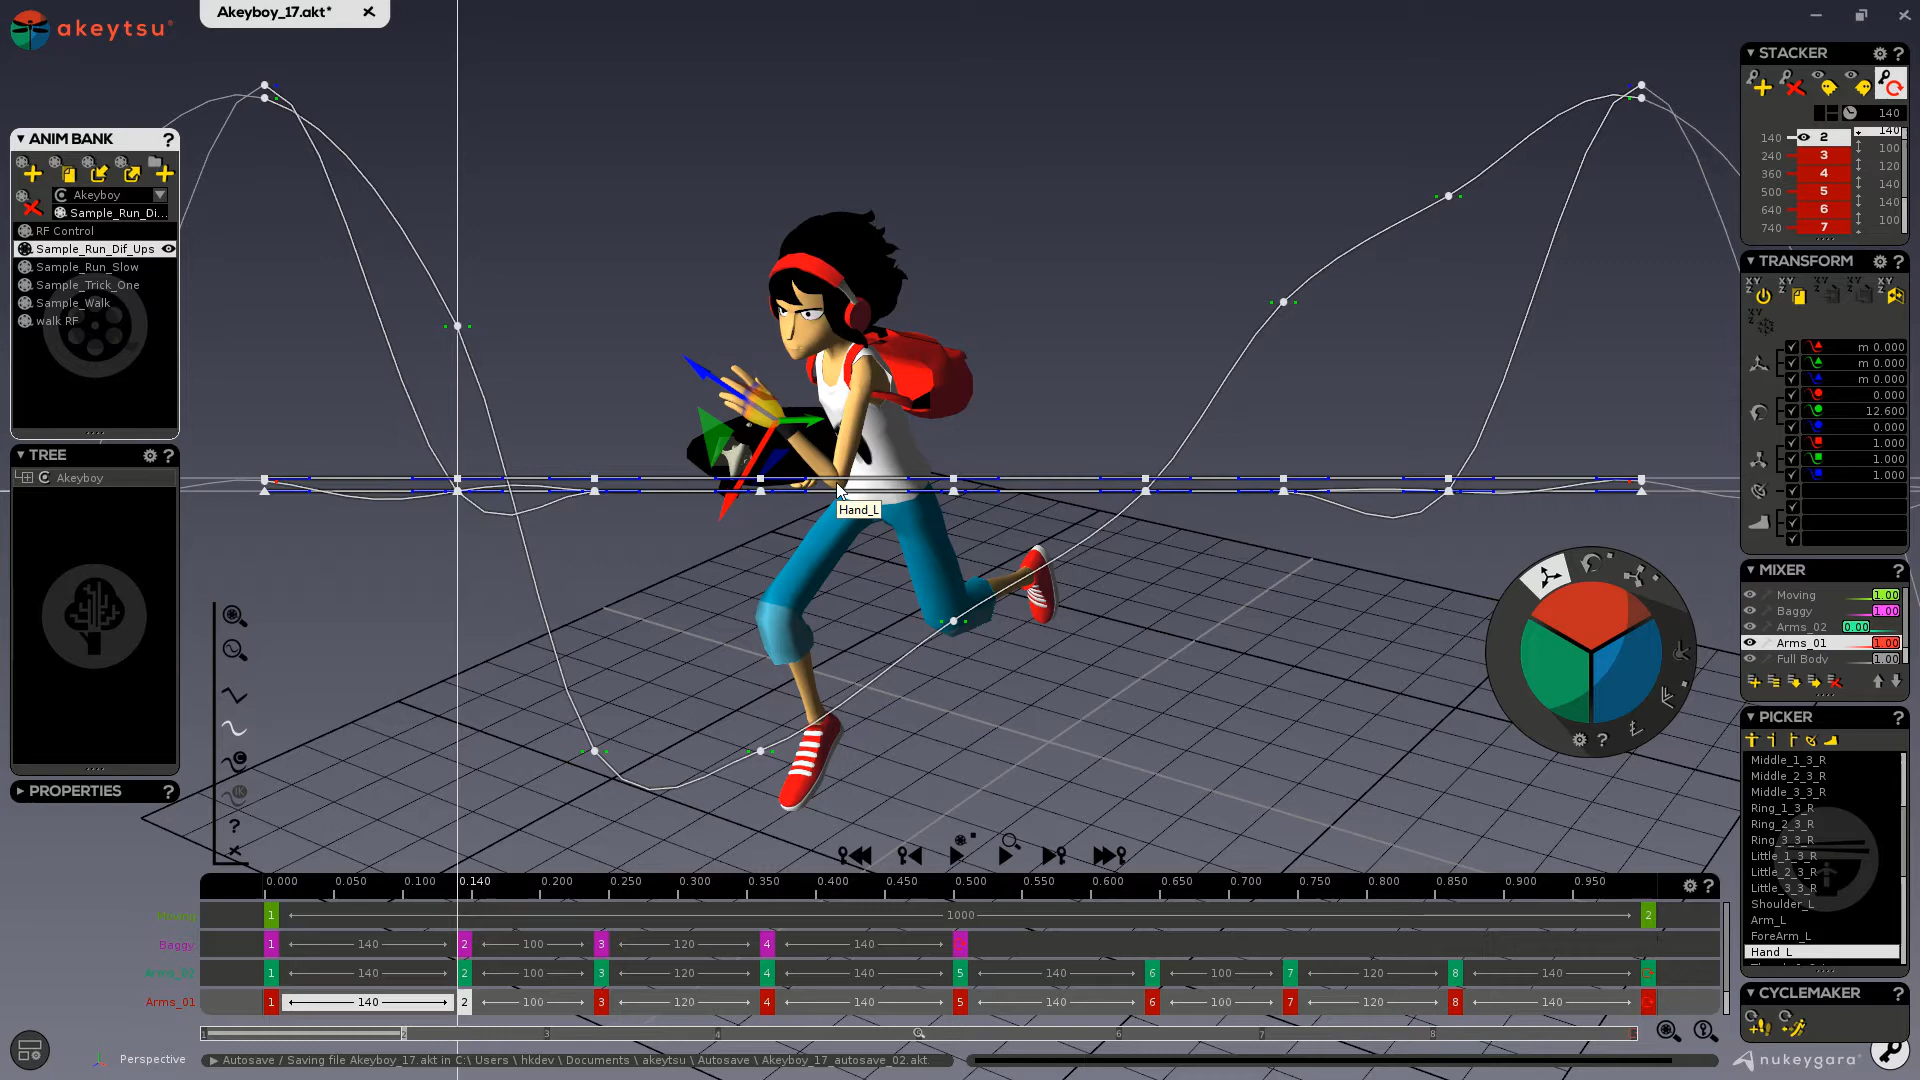 akeytsu
Akeyboy_17.akt*
ANIM BANK
?
Akeyboy
Sample_Run_Di...
RF Control
Sample_Run_Dif_Ups
Sample_Run_Slow
Sample_Trick_One
Sample_Walk
walk RF
TREE
?
Akeyboy
PROPERTIES
?
Hand_L
STACKER
?
140
140 2 140
240 3 100
360 4 120
500 5 140
640 6 140
740 7 100
TRANSFORM
?
m 0.000
m 0.000
m 0.000
0.000
12.600
0.000
1.000
1.000
1.000
MIXER
Moving 1.00
Baggy 1.00
Arms_02 0.00
Arms_01 1.00
Full Body 1.00
PICKER
?
Middle_1_3_R
Middle_2_3_R
Middle_3_3_R
Ring_1_3_R
Ring_2_3_R
Ring_3_3_R
Little_1_3_R
Little_2_3_R
Little_3_3_R
Shoulder_L
Arm_L
ForeArm_L
Hand_L
CYCLEMAKER
?
0.000 0.050 0.100 0.140 0.200 0.250 0.300 0.350 0.400 0.450 0.500 0.550 0.600 0.650 0.700 0.750 0.800 0.850 0.900 0.950
Moving 1 1000 2
Baggy 1 140 2 100 3 120 4 140
Arms_02 1 140 2 100 3 120 4 140 5 140 6 100 7 120 8 140
Arms_01 1 140 2 100 3 120 4 140 5 140 6 100 7 120 8 140
1 2 3 4 6 7 8
Perspective
Autosave / Saving file Akeyboy_17.akt in C:\ Users \ hkdev \ Documents \ akeytsu \ Autosave \ Akeyboy_17_autosave_02.akt.
nukeygara